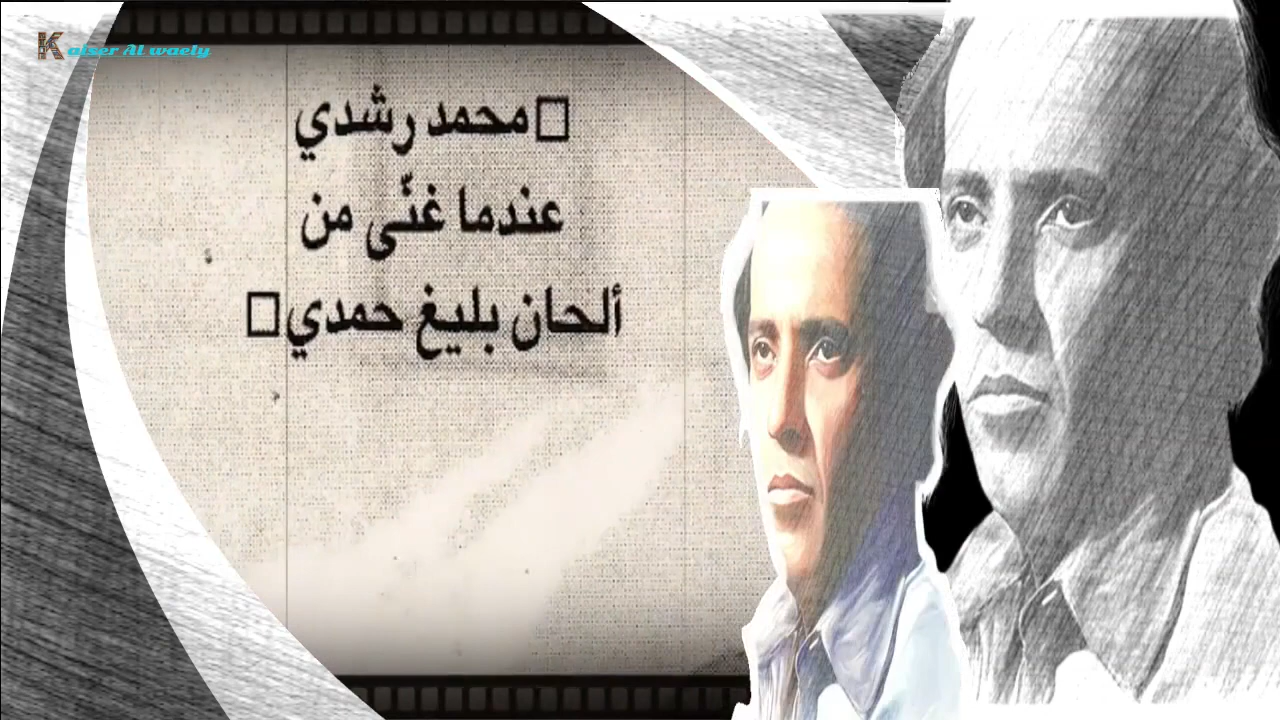 Kaiser Al waely
محمد رشدي
عندما غنّى من
ألحان بليغ حمدي